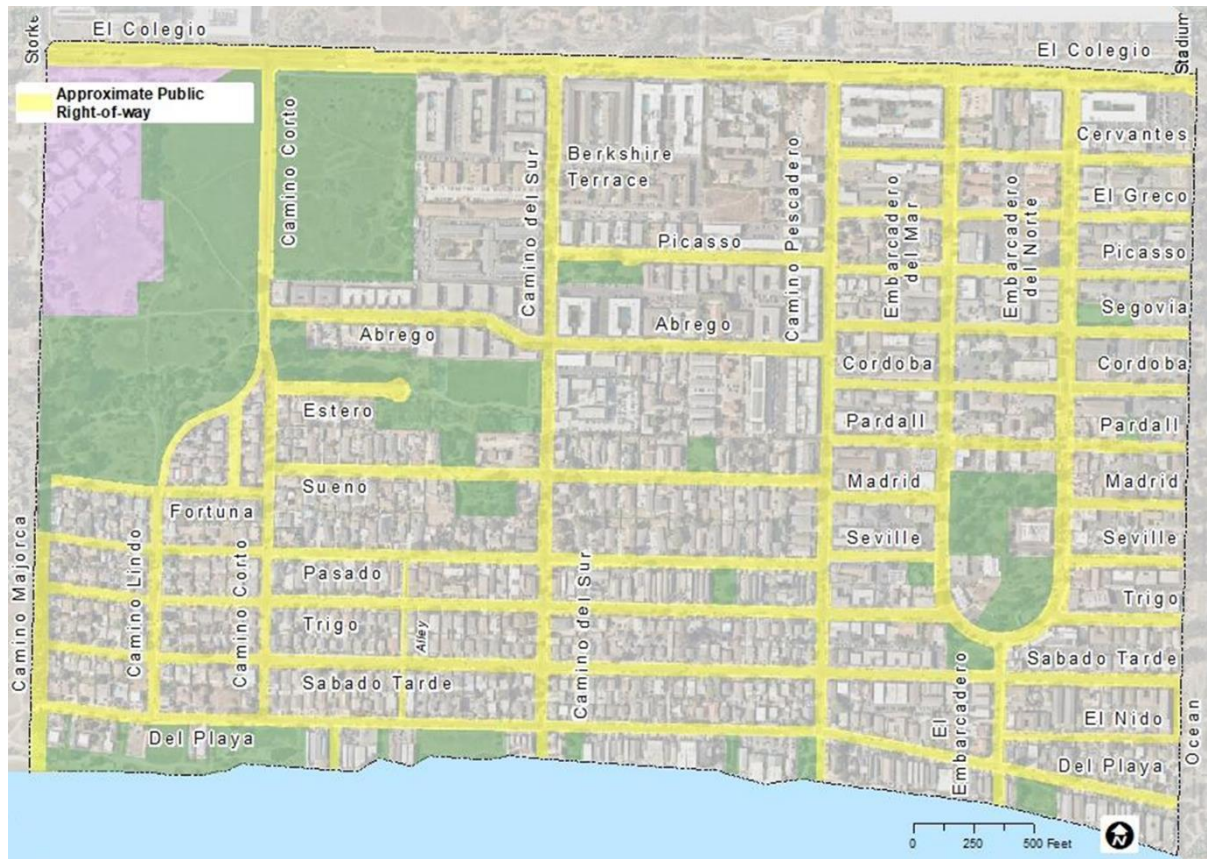 El Colegio
Storke
El Colegio
Stadium
Approximate Public
Right-of-way
Camino Corto
Camino del Sur
Berkshire
Terrace
Camino Pescadero
Embarcadero
del Mar
Embarcadero
del Norte
Cervantes
El Greco
Picasso
Picasso
Segovia
Abrego
Abrego
Cordoba
Cordoba
Estero
Pardall
Pardall
Sueno
Madrid
Madrid
Fortuna
Seville
Seville
Camino Majorca
Camino Lindo
Camino Corto
Pasado
Camino del Sur
Trigo
Alley
Trigo
Sabado Tarde
Sabado Tarde
El
Embarcadero
El Nido
Ocean
Del Playa
Del Playa
0 250 500 Feet
N